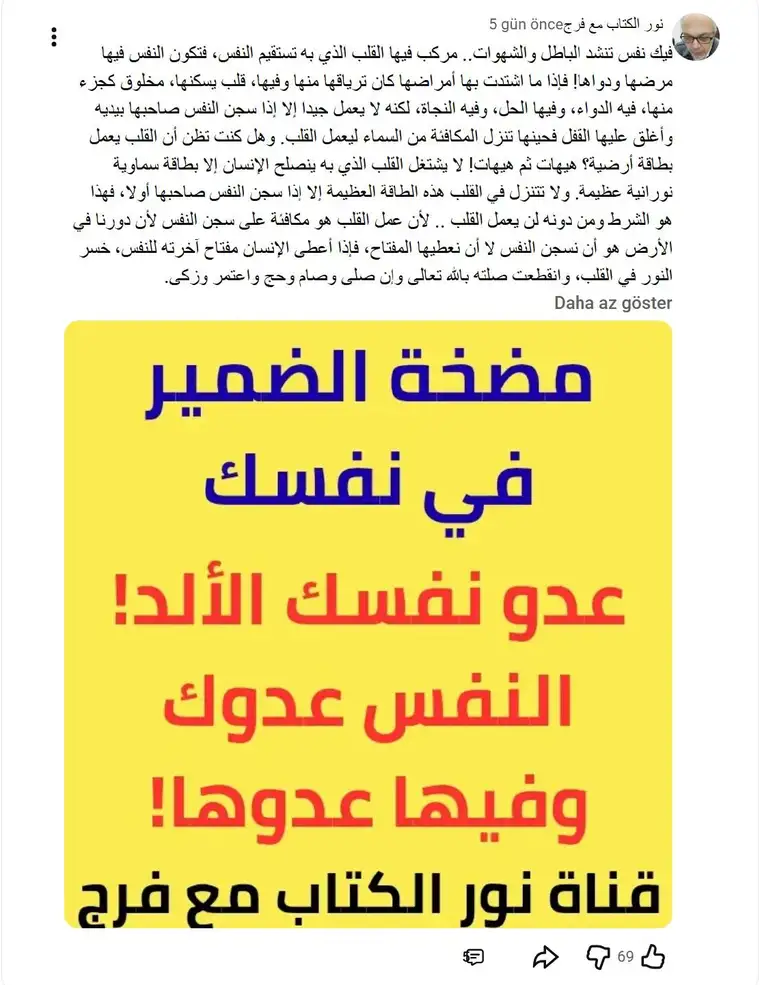 نور الكتاب مع فرج 5 gün önce
فيك نفس تنشد الباطل والشهوات.. مركب فيها القلب الذي به تستقيم النفس، فتكون النفس فيها
مرضها ودواها! فإذا ما اشتدت بها أمراضها كان ترياقها منها وفيها، قلب يسكنها، مخلوق كجزء
منها، فيه الدواء، وفيها الحل، وفيه النجاة، لكنه لا يعمل جيدا إلا إذا سجن النفس صاحبها بيديه
وأغلق عليها القفل فحينها تنزل المكافئة من السماء ليعمل القلب. وهل كنت تظن أن القلب يعمل
بطاقة أرضية؟ هيهات ثم هيهات! لا يشتغل القلب الذي به ينصلح الإنسان إلا بطاقة سماوية
نورانية عظيمة. ولا تتنزل في القلب هذه الطاقة العظيمة إلا إذا سجن النفس صاحبها أولا، فهذا
هو الشرط ومن دونه لن يعمل القلب .. لأن عمل القلب هو مكافئة على سجن النفس لأن دورنا في
الأرض هو أن نسجن النفس لا أن نعطيها المفتاح، فإذا أعطى الإنسان مفتاح آخرته للنفس، خسر
النور في القلب، وانقطعت صلته بالله تعالى وإن صلى وصام وحج واعتمر وزكى.
Daha az göster
مضخة الضمير
في نفسك
عدو نفسك الألد!
النفس عدوك
وفيها عدوها!
قناة نور الكتاب مع فرج
69
5